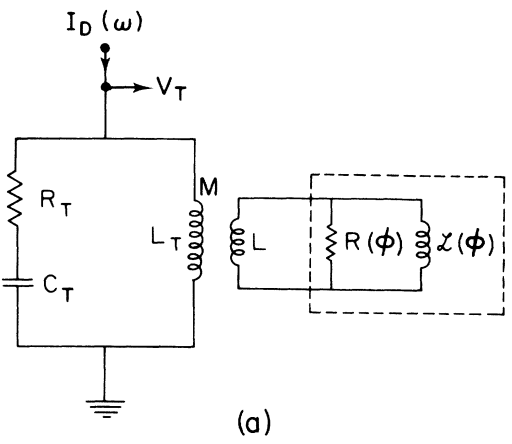 I_D(ω)
V_T
R_T
C_T
M
L_T
L
R(ϕ)
ℒ(ϕ)
(a)